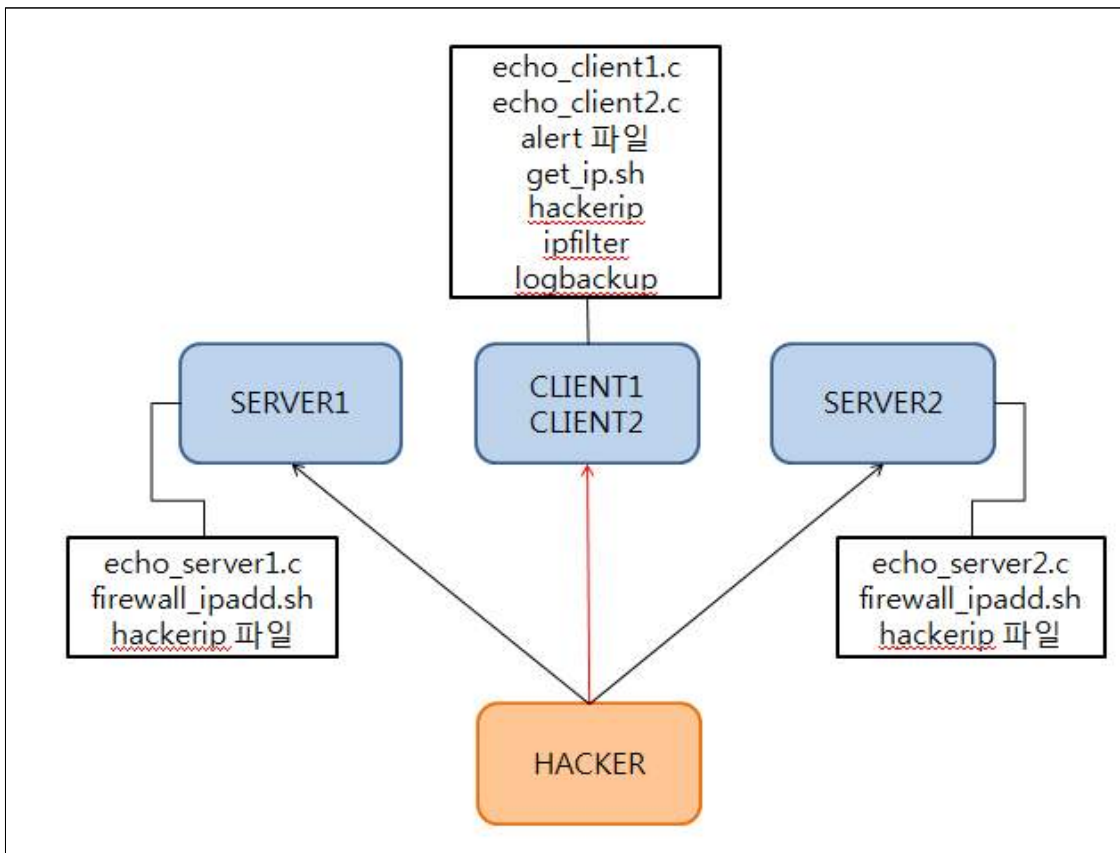 echo_client1.c
echo_client2.c
alert 파일
get_ip.sh
hackerip
ipfilter
logbackup
SERVER1
CLIENT1
CLIENT2
SERVER2
echo_server1.c
firewall_ipadd.sh
hackerip 파일
echo_server2.c
firewall_ipadd.sh
hackerip 파일
HACKER